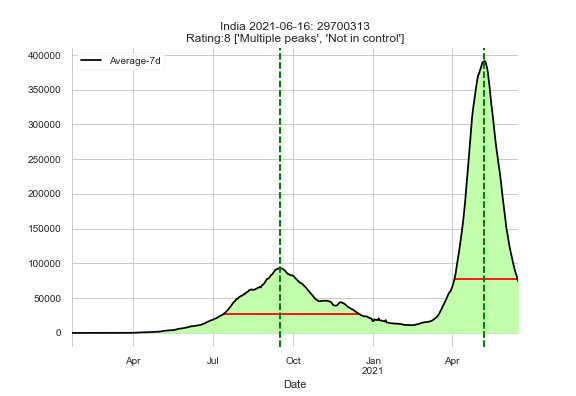 India 2021-06-16: 29700313
Rating:8 ['Multiple peaks', 'Not in control']
400000
Average-7d
350000
300000
250000
200000
150000
100000
50000
0
Apr Jul Oct Jan Apr
2021
Date